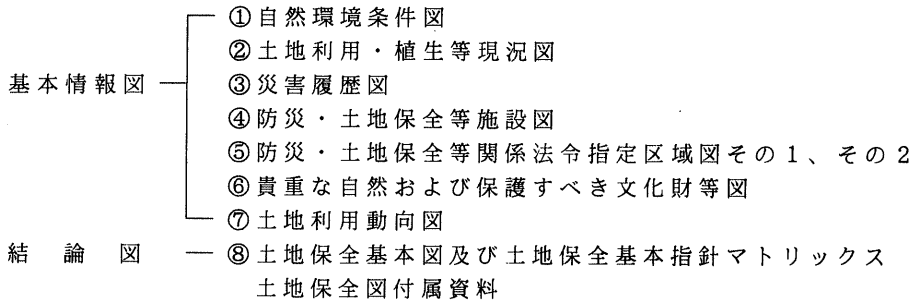 ①自然環境条件図
②土地利用・植生等現況図
③災害履歴図
基本情報図
④防災・土地保全等施設図
⑤防災・土地保全等関係法令指定区域図その1、その2
⑥貴重な自然および保護すべき文化財等図
⑦土地利用動向図
結論図 ⑧土地保全基本図及び土地保全基本指針マトリックス
土地保全図付属資料